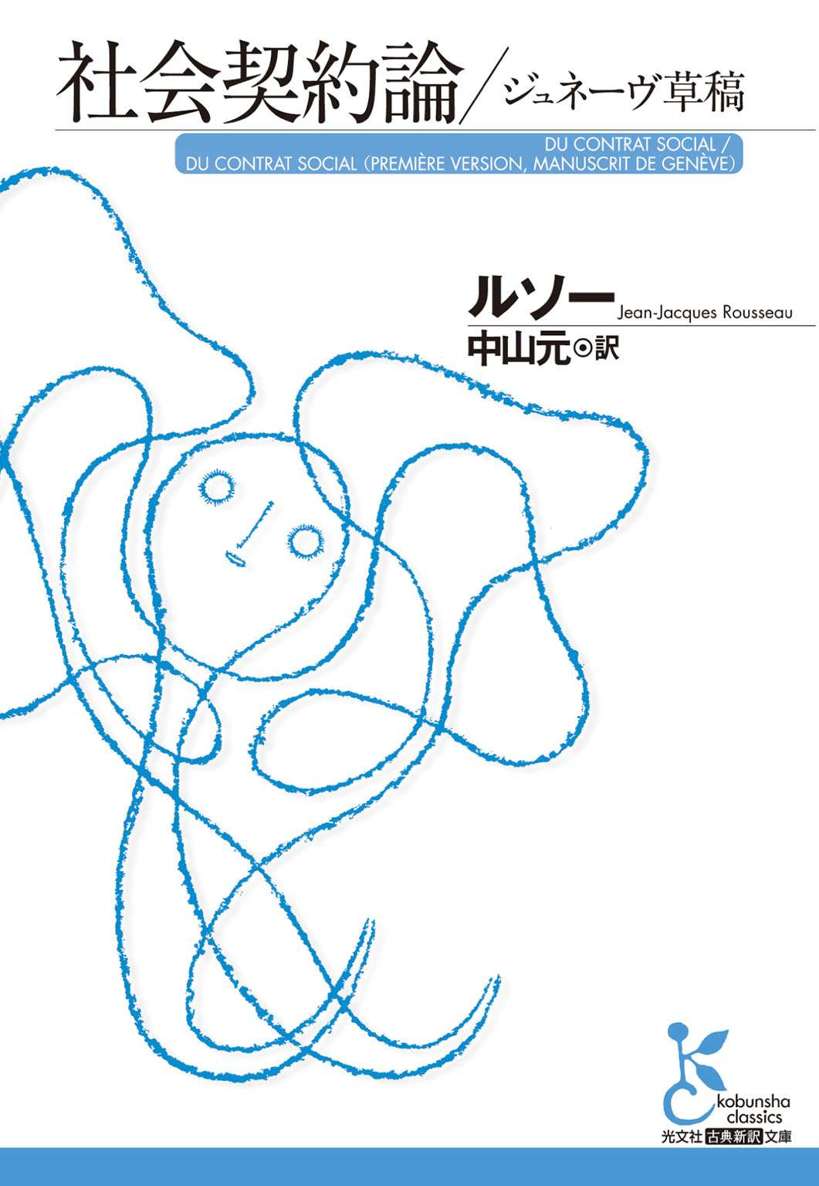 社会契約論/ジュネーヴ草稿
DU CONTRAT SOCIAL /
DU CONTRAT SOCIAL (PREMIÈRE VERSION, MANUSCRIT DE GENÈVE)
ルソー Jean-Jacques Rousseau
中山元◉訳
kobunsha
classics
光文社古典新訳文庫